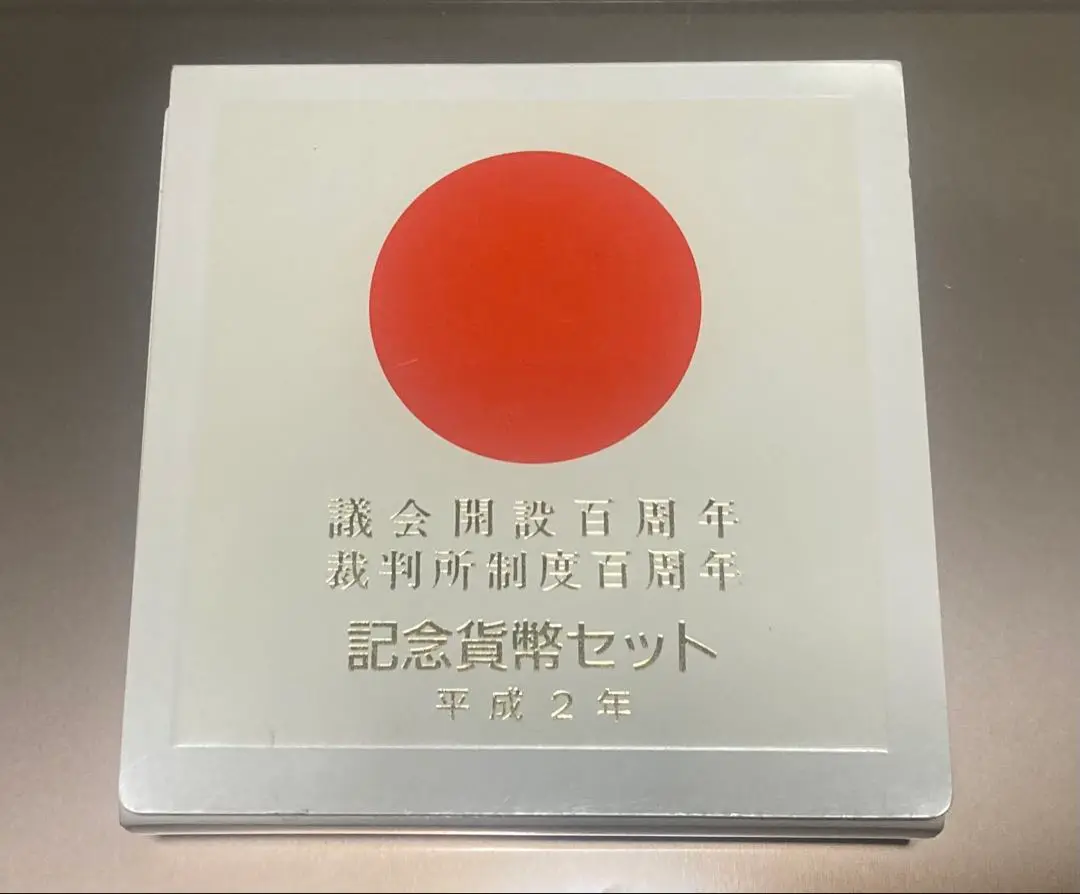 議会開設百周年
裁判所制度百周年
記念貨幣セット
平成2年